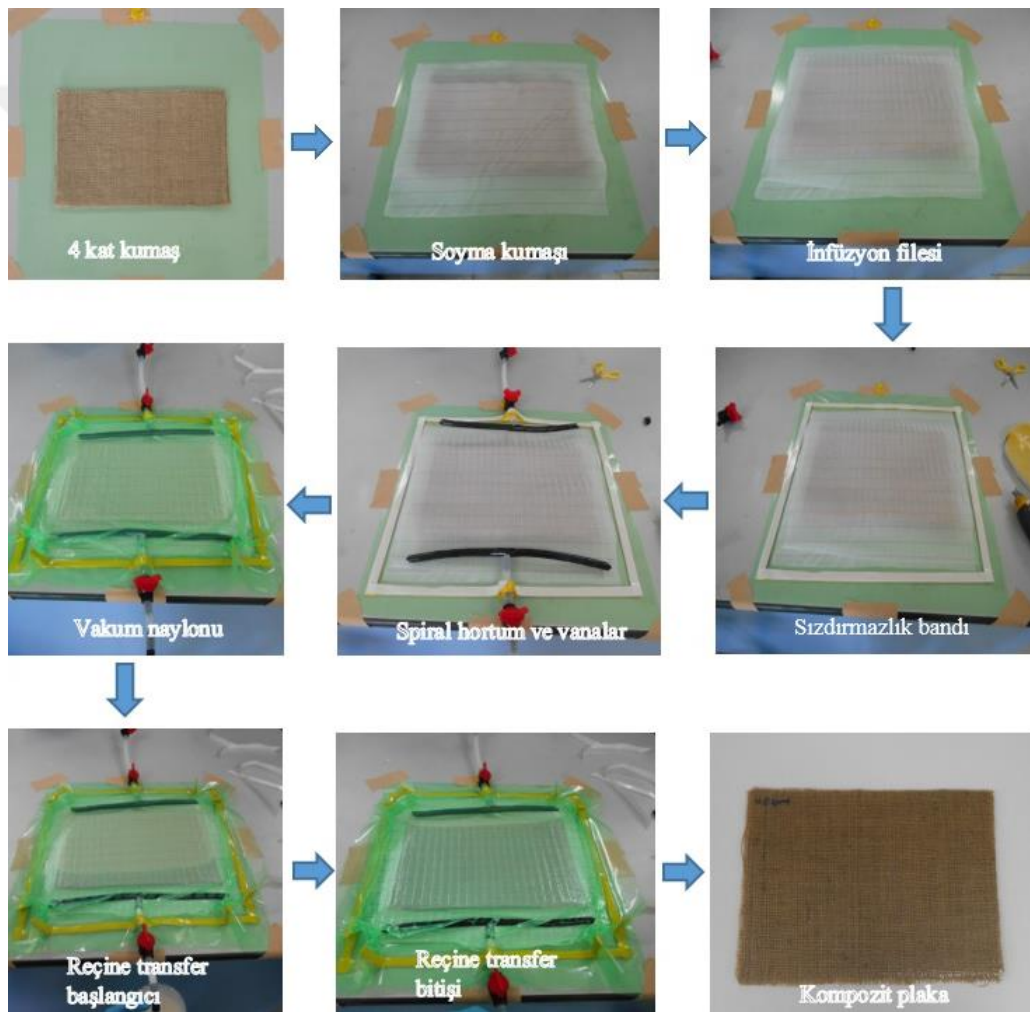 4 kat kumaş
Soyma kumaşı
İnfüzyon filesi
Sızdırmazlık bandı
Spiral hortum ve vanalar
Vakum naylonu
Reçine transfer
başlangıcı
Reçine transfer
bitişi
Kompozit plaka